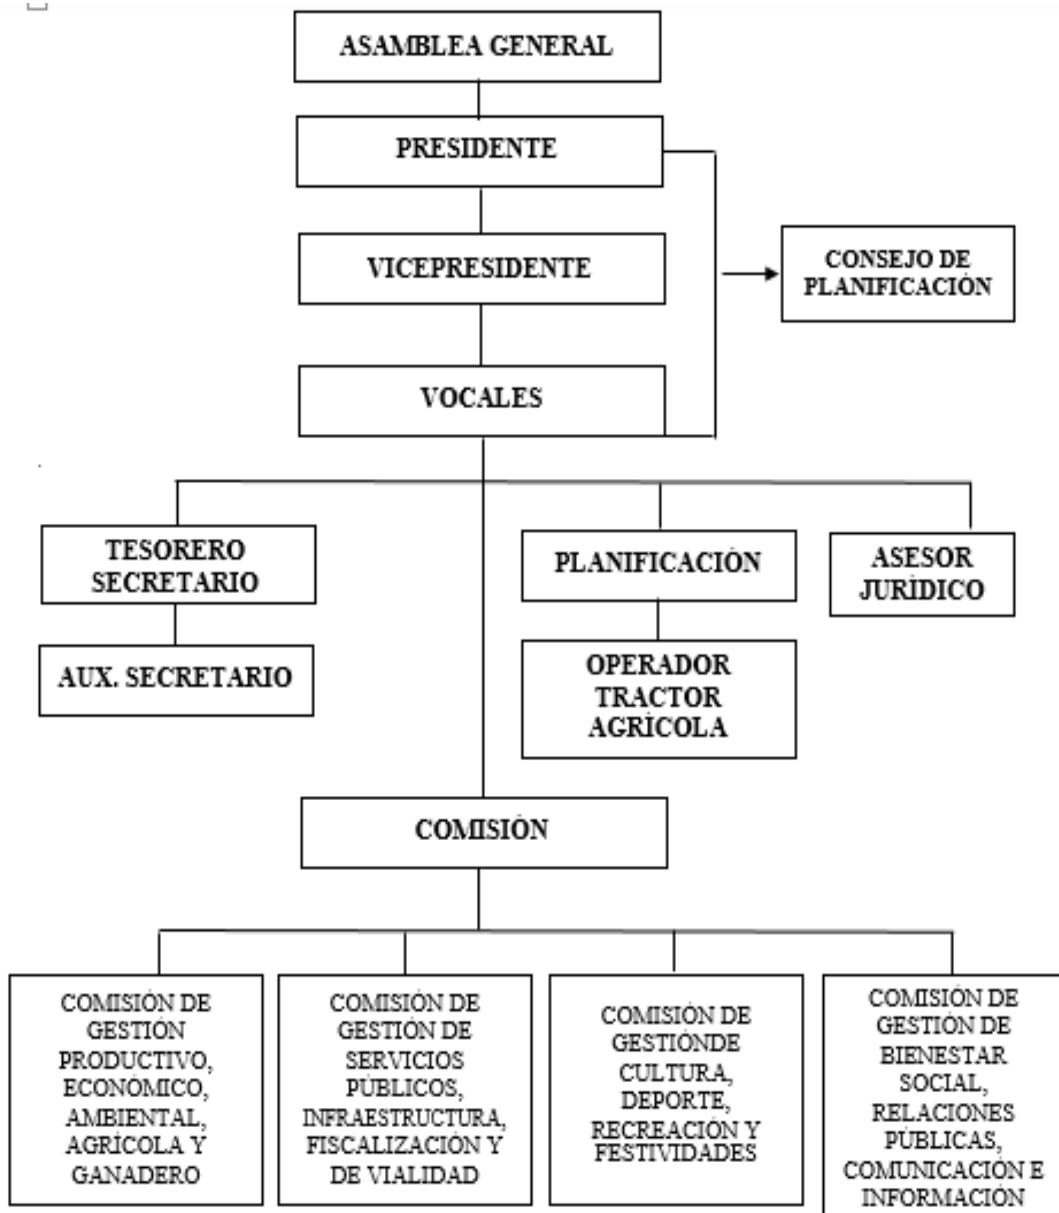 ASAMBLEA GENERAL
PRESIDENTE
VICEPRESIDENTE
CONSEJO DE
PLANIFICACIÓN
VOCALES
TESORERO
SECRETARIO
PLANIFICACIÓN
ASESOR
JURÍDICO
AUX. SECRETARIO
OPERADOR
TRACTOR
AGRÍCOLA
COMISIÓN
COMISIÓN DE
GESTIÓN
PRODUCTIVO,
ECONÓMICO,
AMBIENTAL,
AGRÍCOLA Y
GANADERO
COMISIÓN DE
GESTIÓN DE
SERVICIOS
PÚBLICOS,
INFRAESTRUCTURA,
FISCALIZACIÓN Y
DE VIALIDAD
COMISIÓN DE
GESTIÓNDE
CULTURA,
DEPORTE,
RECREACIÓN Y
FESTIVIDADES
COMISIÓN DE
GESTIÓN DE
BIENESTAR
SOCIAL,
RELACIONES
PÚBLICAS,
COMUNICACIÓN E
INFORMACIÓN